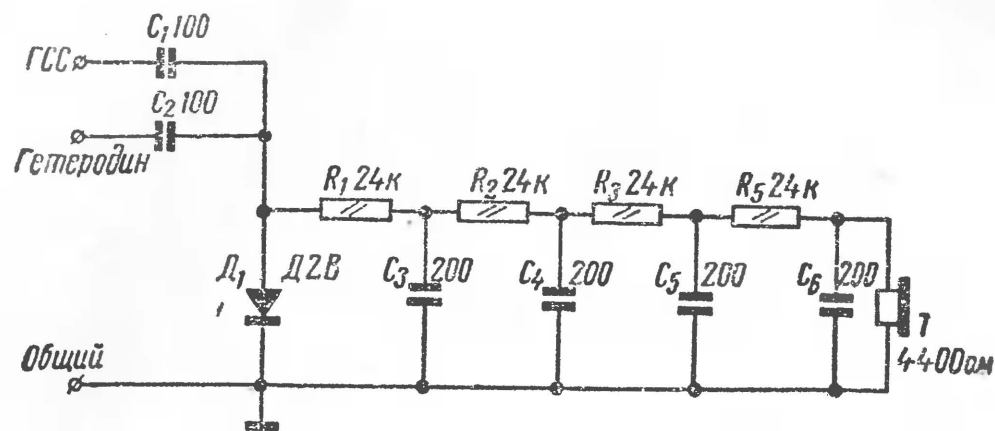 C₁ 100
ГСС
C₂ 100
Гетеродин
R₁ 24к
R₂ 24к
R₃ 24к
R₅ 24к
Д₁
Д2В
C₃
200
C₄
200
C₅
200
C₆
200
Т
4400ом
Общий